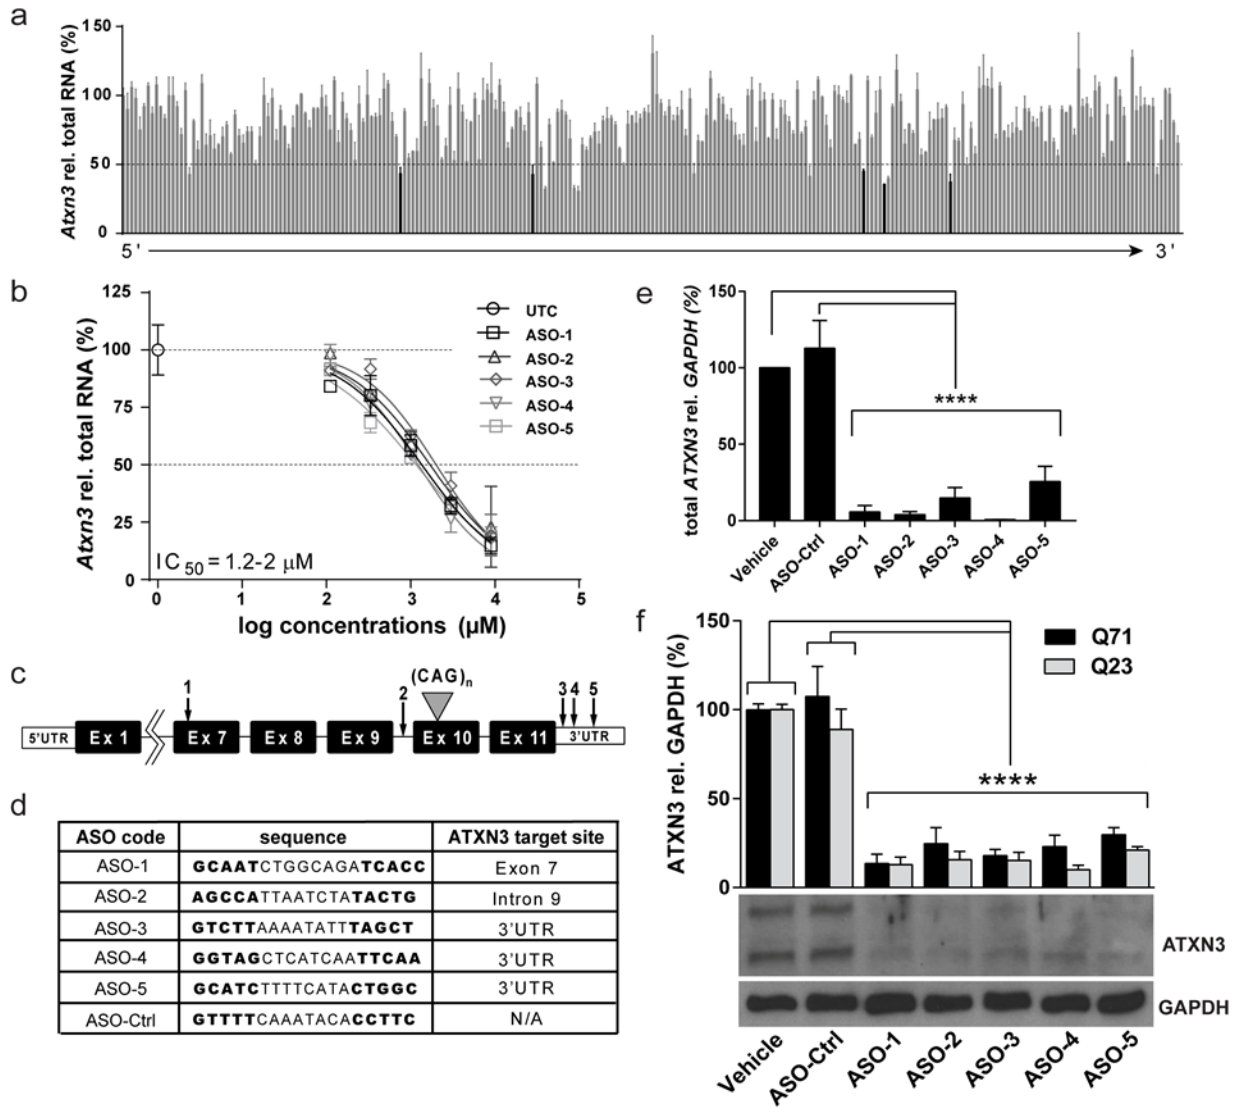 a
Atxn3 rel. total RNA (%)
150
100
50
0
5'
3'
b
Atxn3 rel. total RNA (%)
125
100
75
50
25
0
UTC
ASO-1
ASO-2
ASO-3
ASO-4
ASO-5
IC50 = 1.2-2 μM
0 1 2 3 4 5
log concentrations (μM)
c
(CAG)n
1 2 3 4 5
5'UTR Ex 1 Ex 7 Ex 8 Ex 9 Ex 10 Ex 11 3'UTR
d
ASO code sequence ATXN3 target site
ASO-1 GCAATCTGGCAGATCACC Exon 7
ASO-2 AGCCATTAATCTATACTG Intron 9
ASO-3 GTCTTAAAATATTTAGCT 3'UTR
ASO-4 GGTAGCTCATCAATTCAA 3'UTR
ASO-5 GCATCTTTTCATACTGGC 3'UTR
ASO-Ctrl GTTTTCAAATACACCTTC N/A
e
total ATXN3 rel. GAPDH (%)
150
100
50
0
****
Vehicle ASO-Ctrl ASO-1 ASO-2 ASO-3 ASO-4 ASO-5
f
ATXN3 rel. GAPDH (%)
150
100
50
0
Q71
Q23
****
ATXN3
GAPDH
Vehicle ASO-Ctrl ASO-1 ASO-2 ASO-3 ASO-4 ASO-5